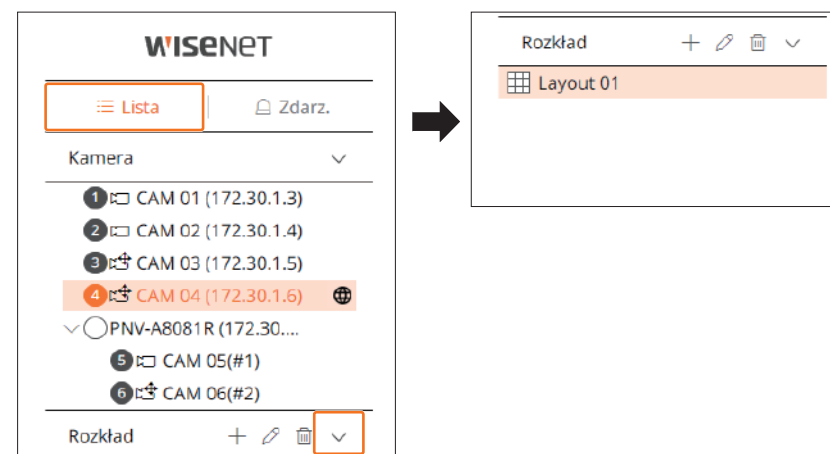 WISENET
Lista
Zdarz.
Kamera
1 CAM 01 (172.30.1.3)
2 CAM 02 (172.30.1.4)
3 CAM 03 (172.30.1.5)
4 CAM 04 (172.30.1.6)
PNV-A8081R (172.30....
5 CAM 05(#1)
6 CAM 06(#2)
Rozkład
Rozkład
Layout 01